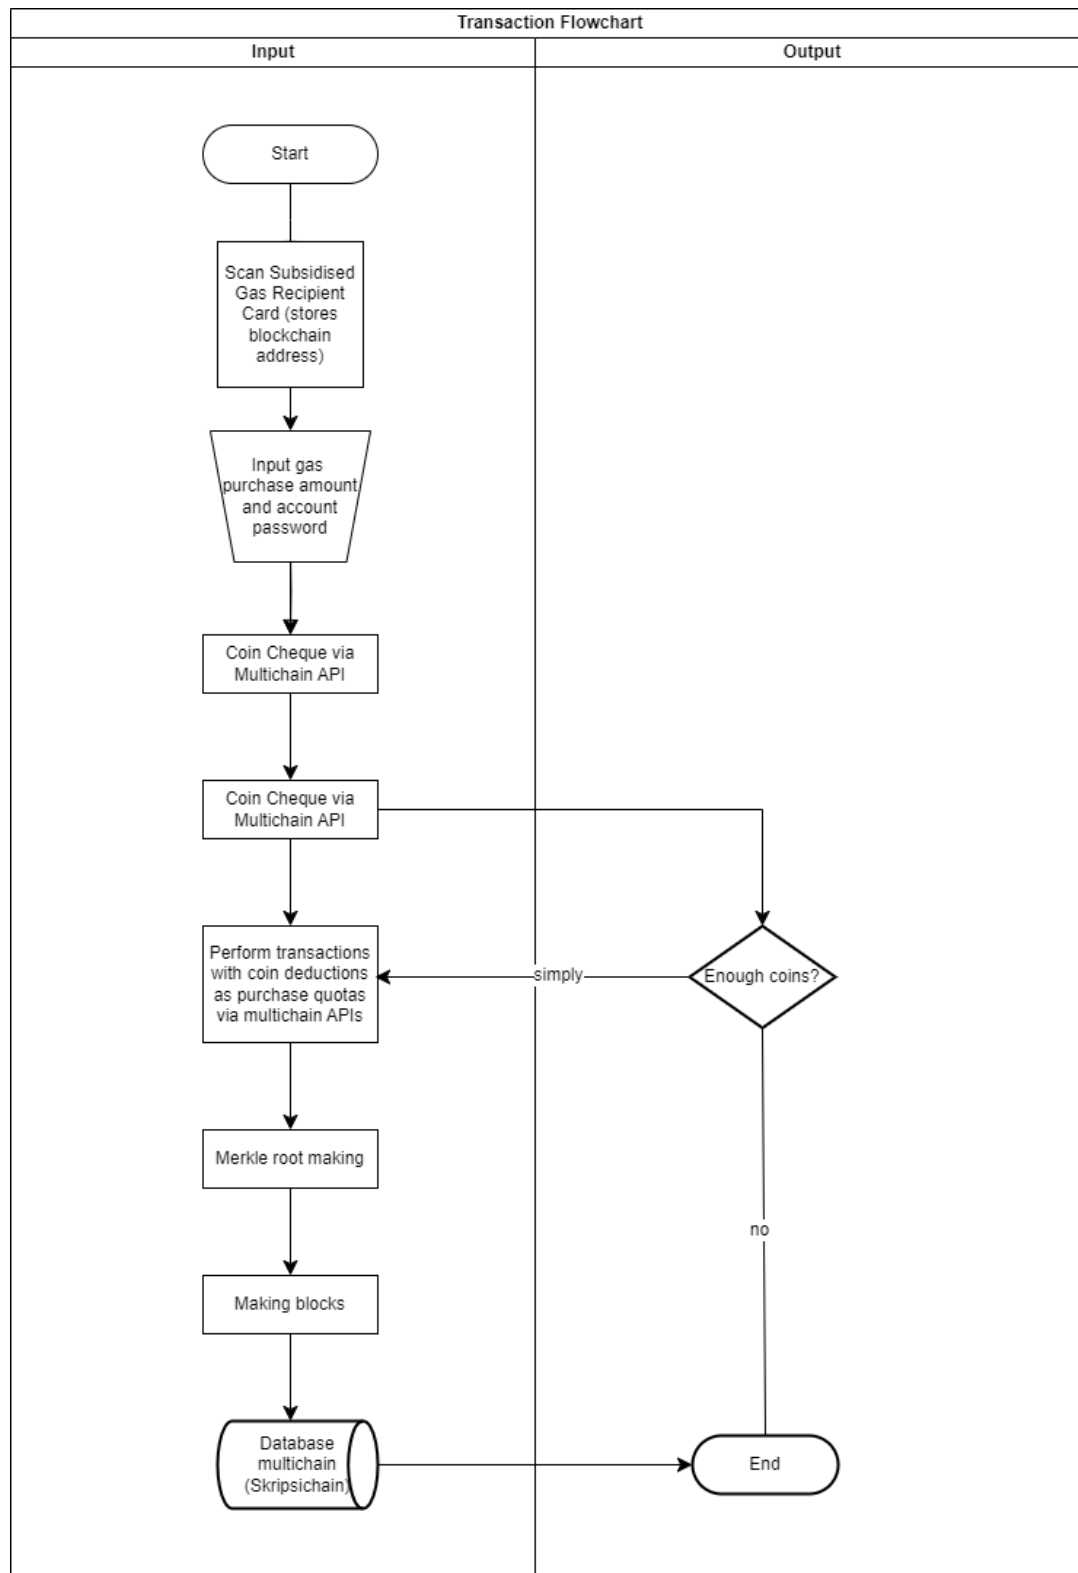 Transaction Flowchart
Input
Output
Start
Scan Subsidised
Gas Recipient
Card (stores
blockchain
address)
Input gas
purchase amount
and account
password
Coin Cheque via
Multichain API
Coin Cheque via
Multichain API
Perform transactions
with coin deductions
as purchase quotas
via multichain APIs
simply
Enough coins?
Merkle root making
no
Making blocks
Database
multichain
(Skripsichain)
End